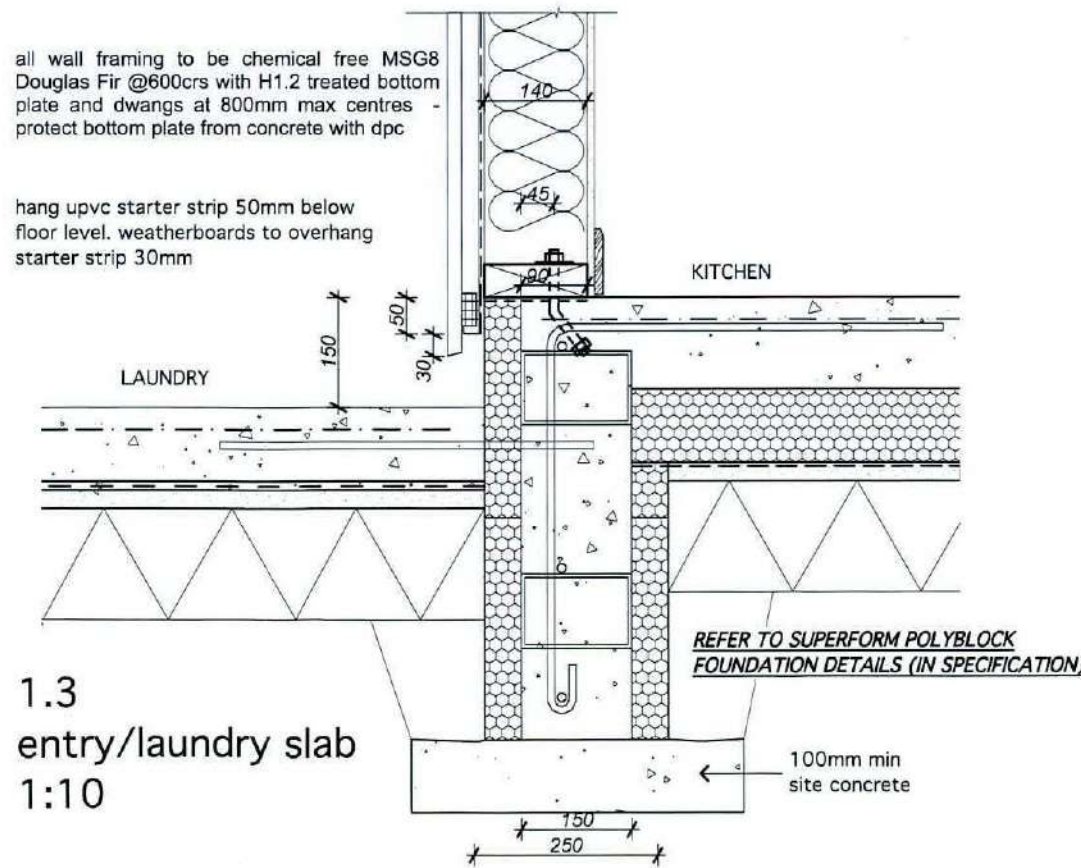 all wall framing to be chemical free MSG8
Douglas Fir @600crs with H1.2 treated bottom
plate and dwangs at 800mm max centres -
protect bottom plate from concrete with dpc
140
hang upvc starter strip 50mm below
floor level. weatherboards to overhang
starter strip 30mm
45
90
KITCHEN
150
50
30
LAUNDRY
REFER TO SUPERFORM POLYBLOCK
FOUNDATION DETAILS (IN SPECIFICATION)
1.3
entry/laundry slab
1:10
100mm min
site concrete
150
250